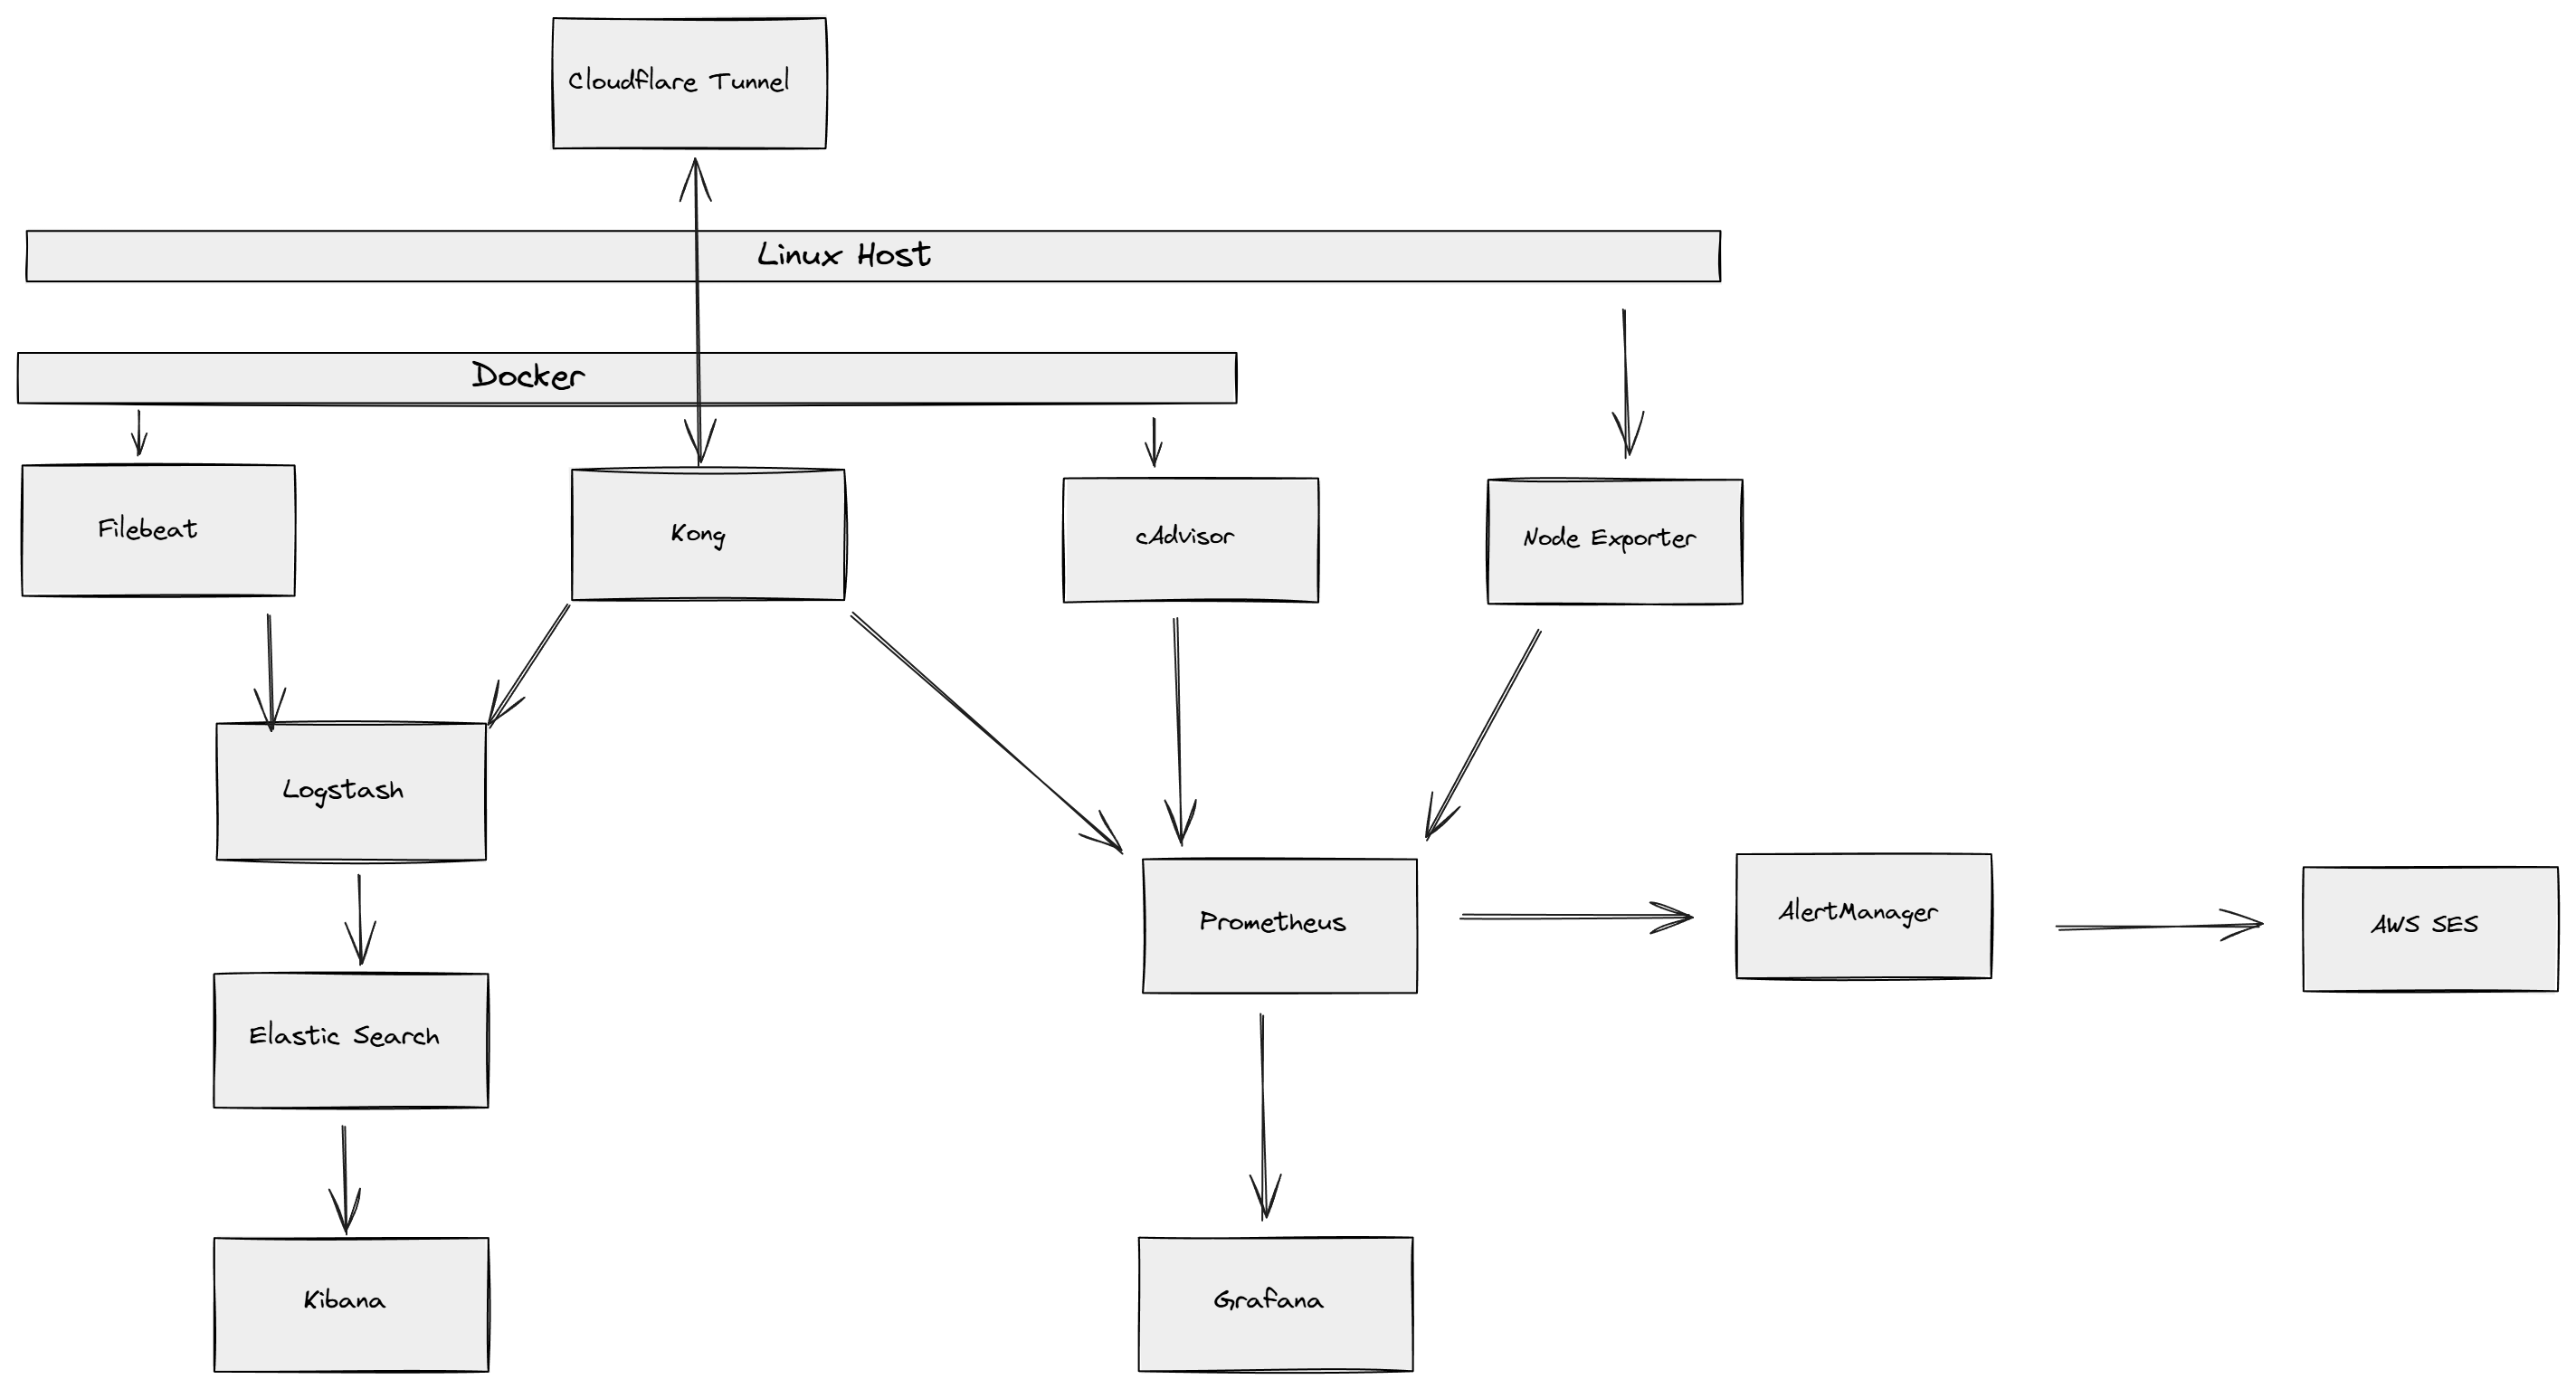 Cloudflare Tunnel
Linux Host
Docker
Filebeat
Kong
cAdvisor
Node Exporter
Logstash
Prometheus
AlertManager
AWS SES
Elastic Search
Kibana
Grafana